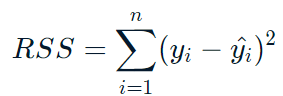 RSS = \sum_{i=1}^{n} (y_i - \hat{y_i})^2